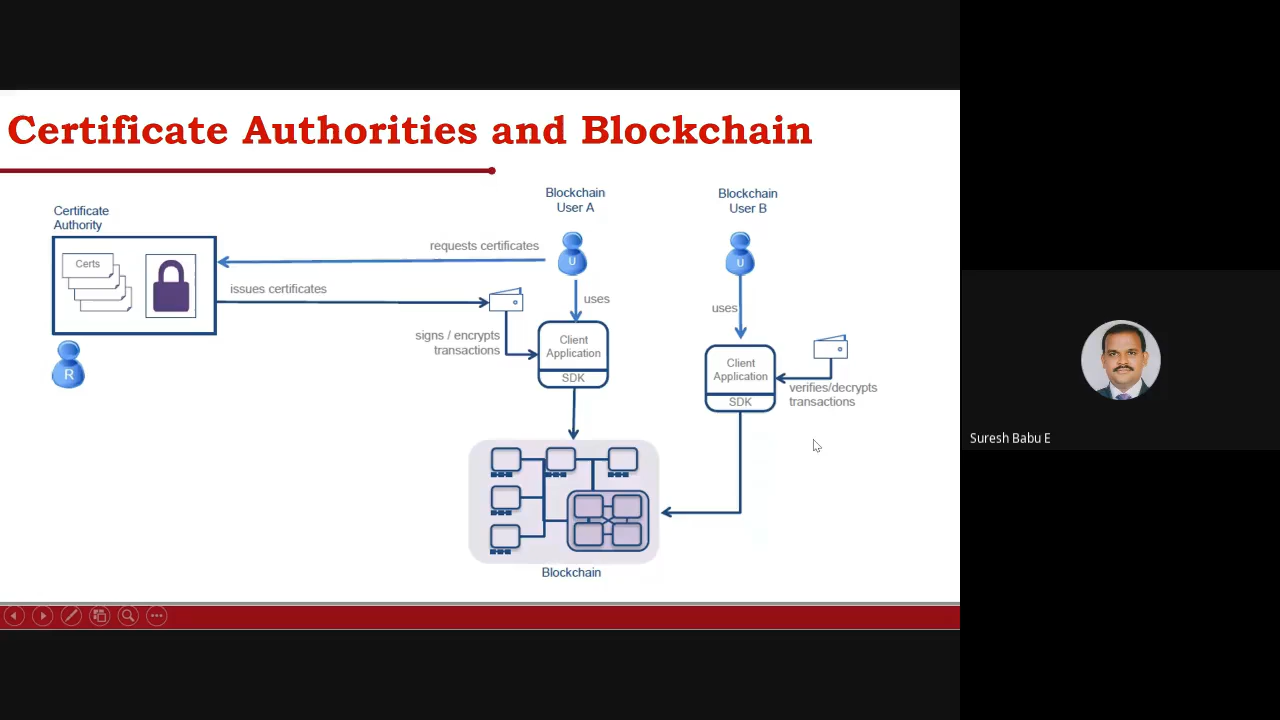 Certificate Authorities and Blockchain
Certificate
Authority
Certs
R
requests certificates
issues certificates
signs / encrypts
transactions
Blockchain
User A
U
uses
Client
Application
SDK
Blockchain
User B
U
uses
Client
Application
SDK
verifies/decrypts
transactions
Blockchain
Suresh Babu E